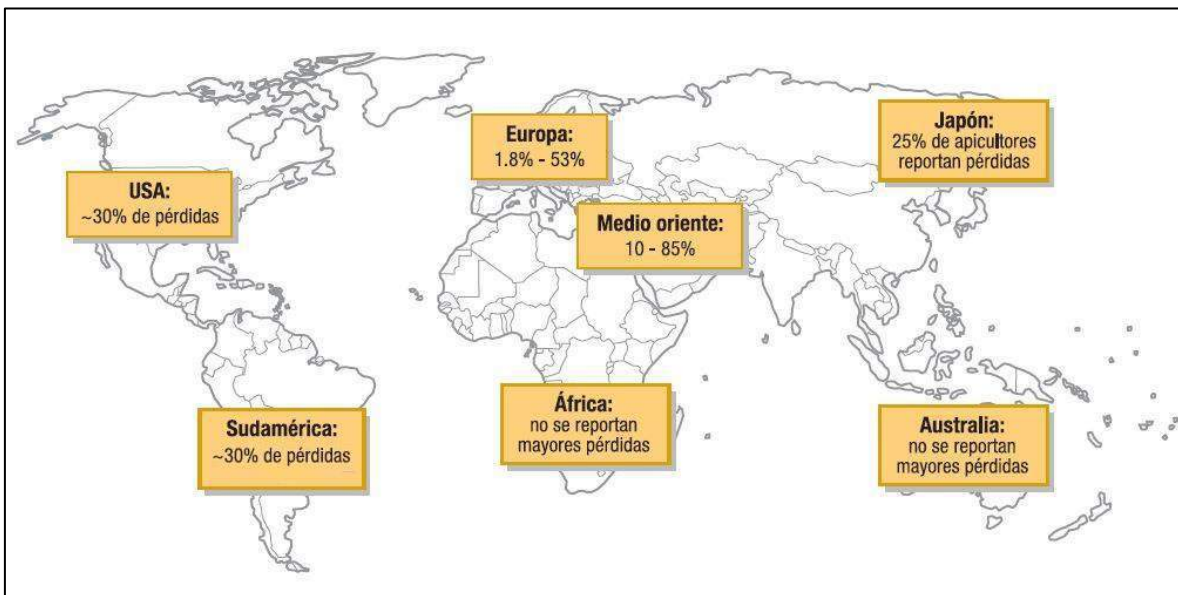 Europa:
1.8% - 53%
Japón:
25% de apicultores
reportan pérdidas
USA:
~30% de pérdidas
Medio oriente:
10 - 85%
África:
no se reportan
mayores pérdidas
Sudamérica:
~30% de pérdidas
Australia:
no se reportan
mayores pérdidas